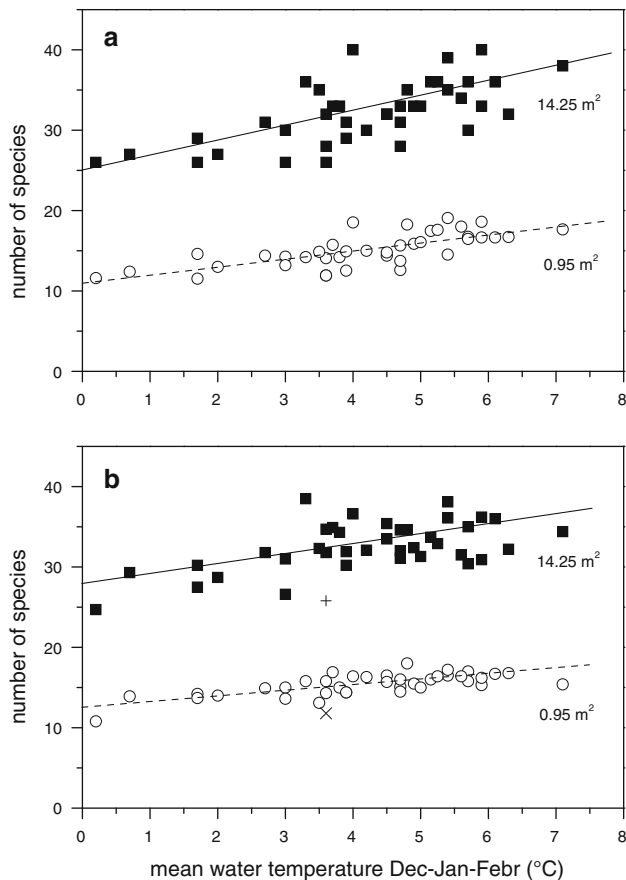 a
40
30
20
10
0
number of species
14.25 m²
0.95 m²
0 1 2 3 4 5 6 7 8
b
40
30
20
10
0
number of species
14.25 m²
0.95 m²
0 1 2 3 4 5 6 7 8
mean water temperature Dec-Jan-Febr (°C)